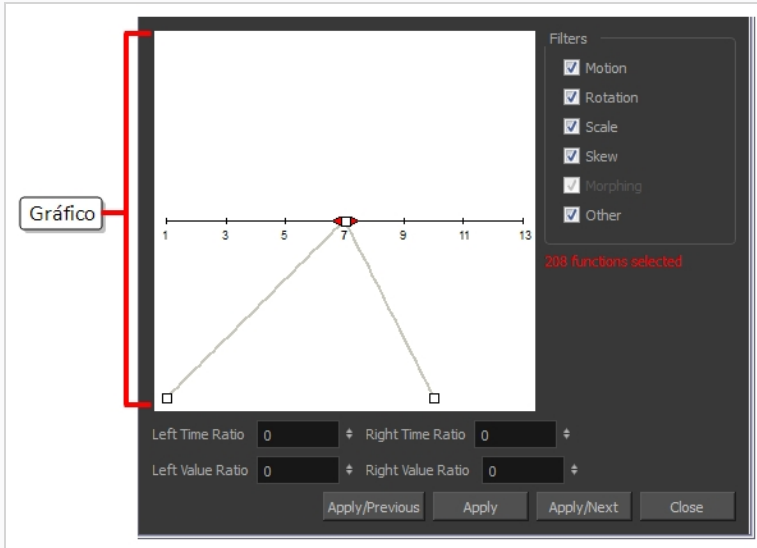 Filters
Motion
Rotation
Scale
Skew
Morphing
Other
208 functions selected
Gráfico
1 3 5 7 9 11 13
Left Time Ratio 0 Right Time Ratio 0
Left Value Ratio 0 Right Value Ratio 0
Apply/Previous Apply Apply/Next Close